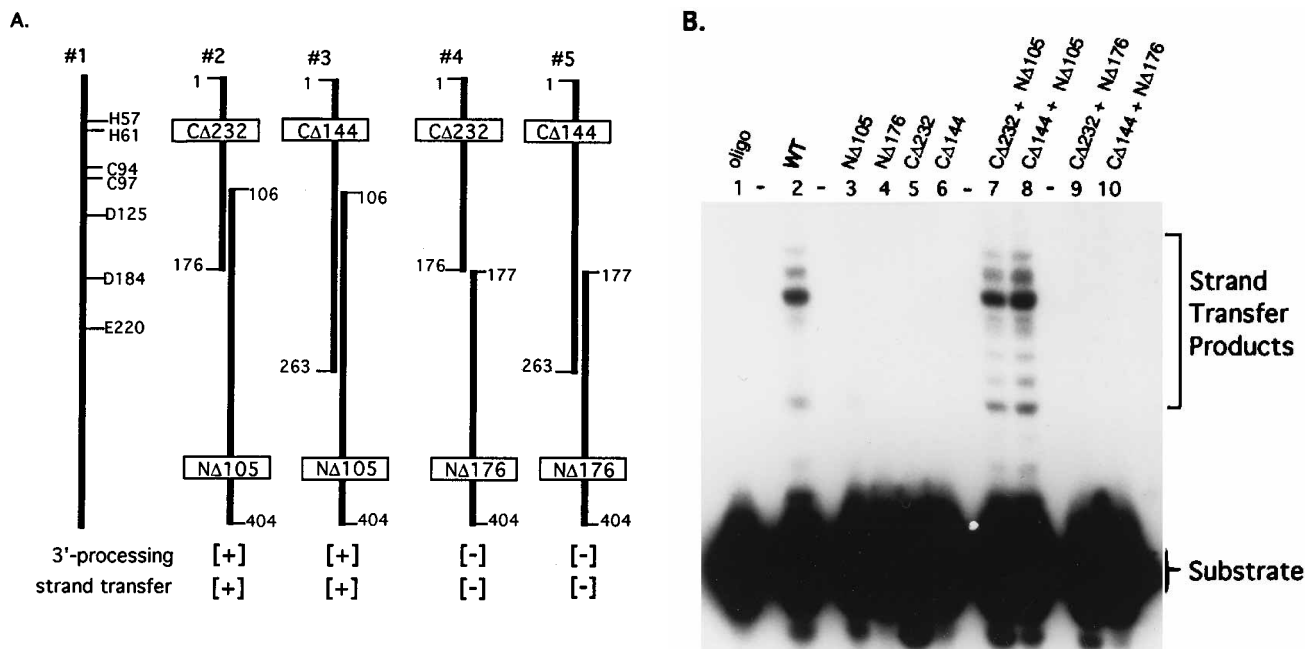 A.
#1 #2 #3 #4 #5
1 1 1 1
H57
H61
C94
C97
D125
D184
E220
CΔ232 CΔ144 CΔ232 CΔ144
106 106
176 176 177 177
263 263
NΔ105 NΔ105 NΔ176 NΔ176
404 404 404 404
3'-processing [+] [+] [-] [-]
strand transfer [+] [+] [-] [-]
B.
oligo
WT
NΔ105
NΔ176
CΔ232
CΔ144
CΔ232 + NΔ105
CΔ144 + NΔ105
CΔ232 + NΔ176
CΔ144 + NΔ176
1 - 2 - 3 4 5 6 - 7 8 - 9 10
Strand
Transfer
Products
Substrate